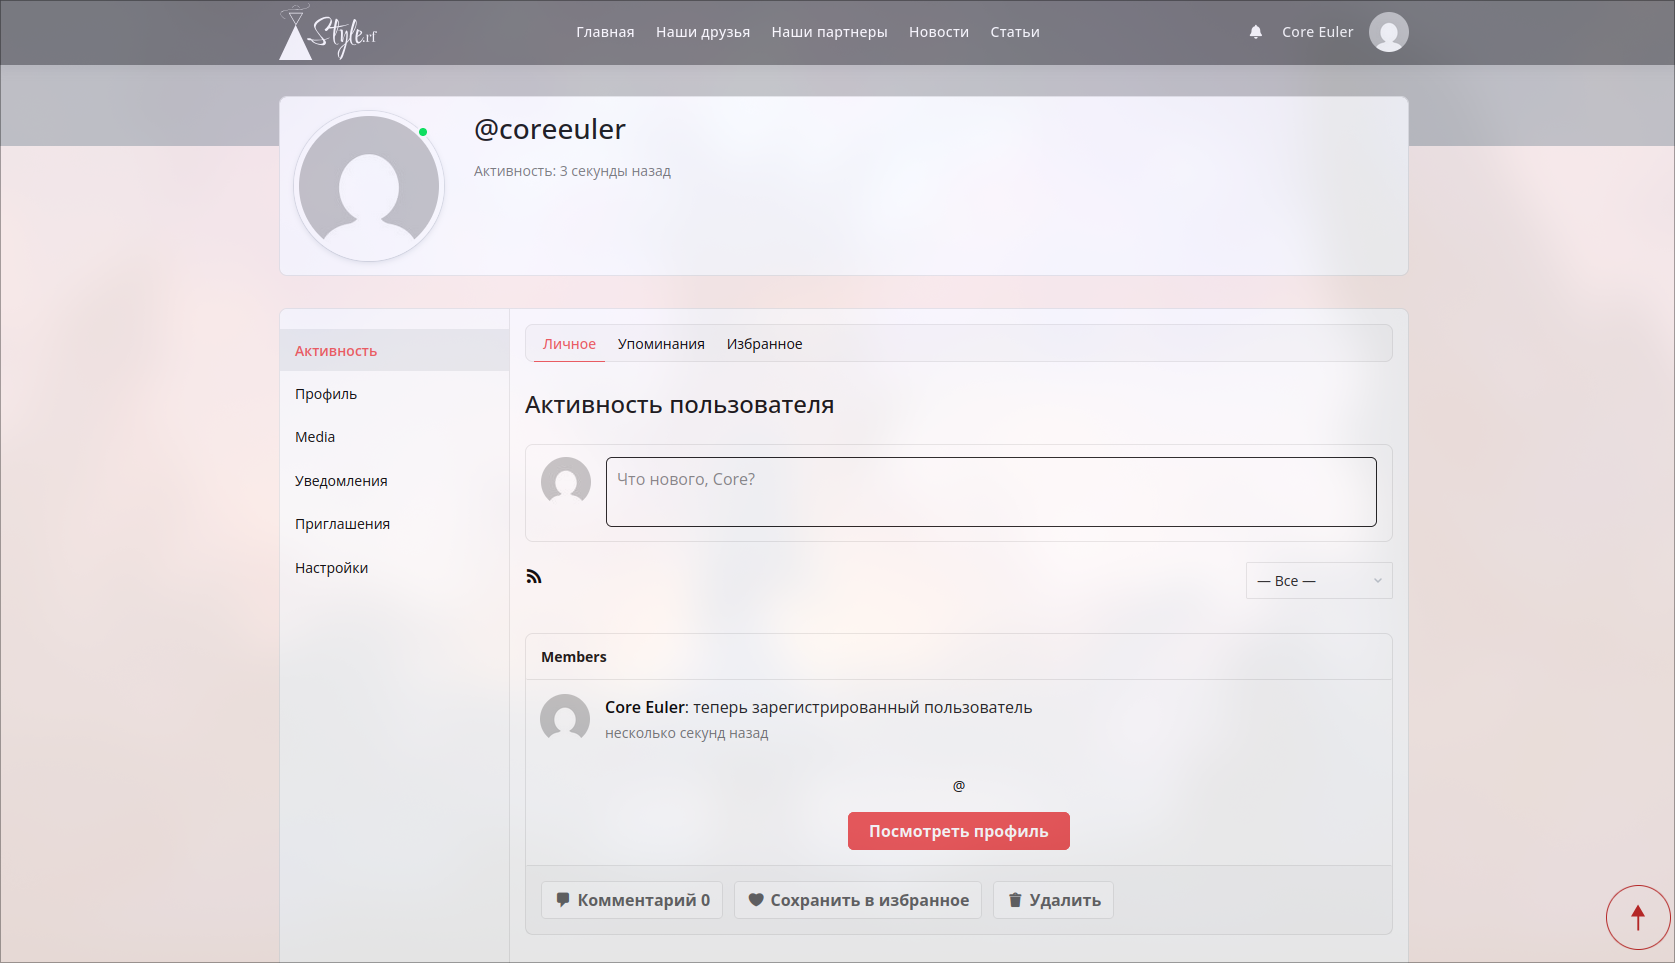 Style.rf
Главная Наши друзья Наши партнеры Новости Статьи
Core Euler
@coreeuler
Активность: 3 секунды назад
Активность
Профиль
Media
Уведомления
Приглашения
Настройки
Личное Упоминания Избранное
Активность пользователя
Что нового, Core?
— Все —
Members
Core Euler: теперь зарегистрированный пользователь
несколько секунд назад
@
Посмотреть профиль
Комментарий 0 Сохранить в избранное Удалить